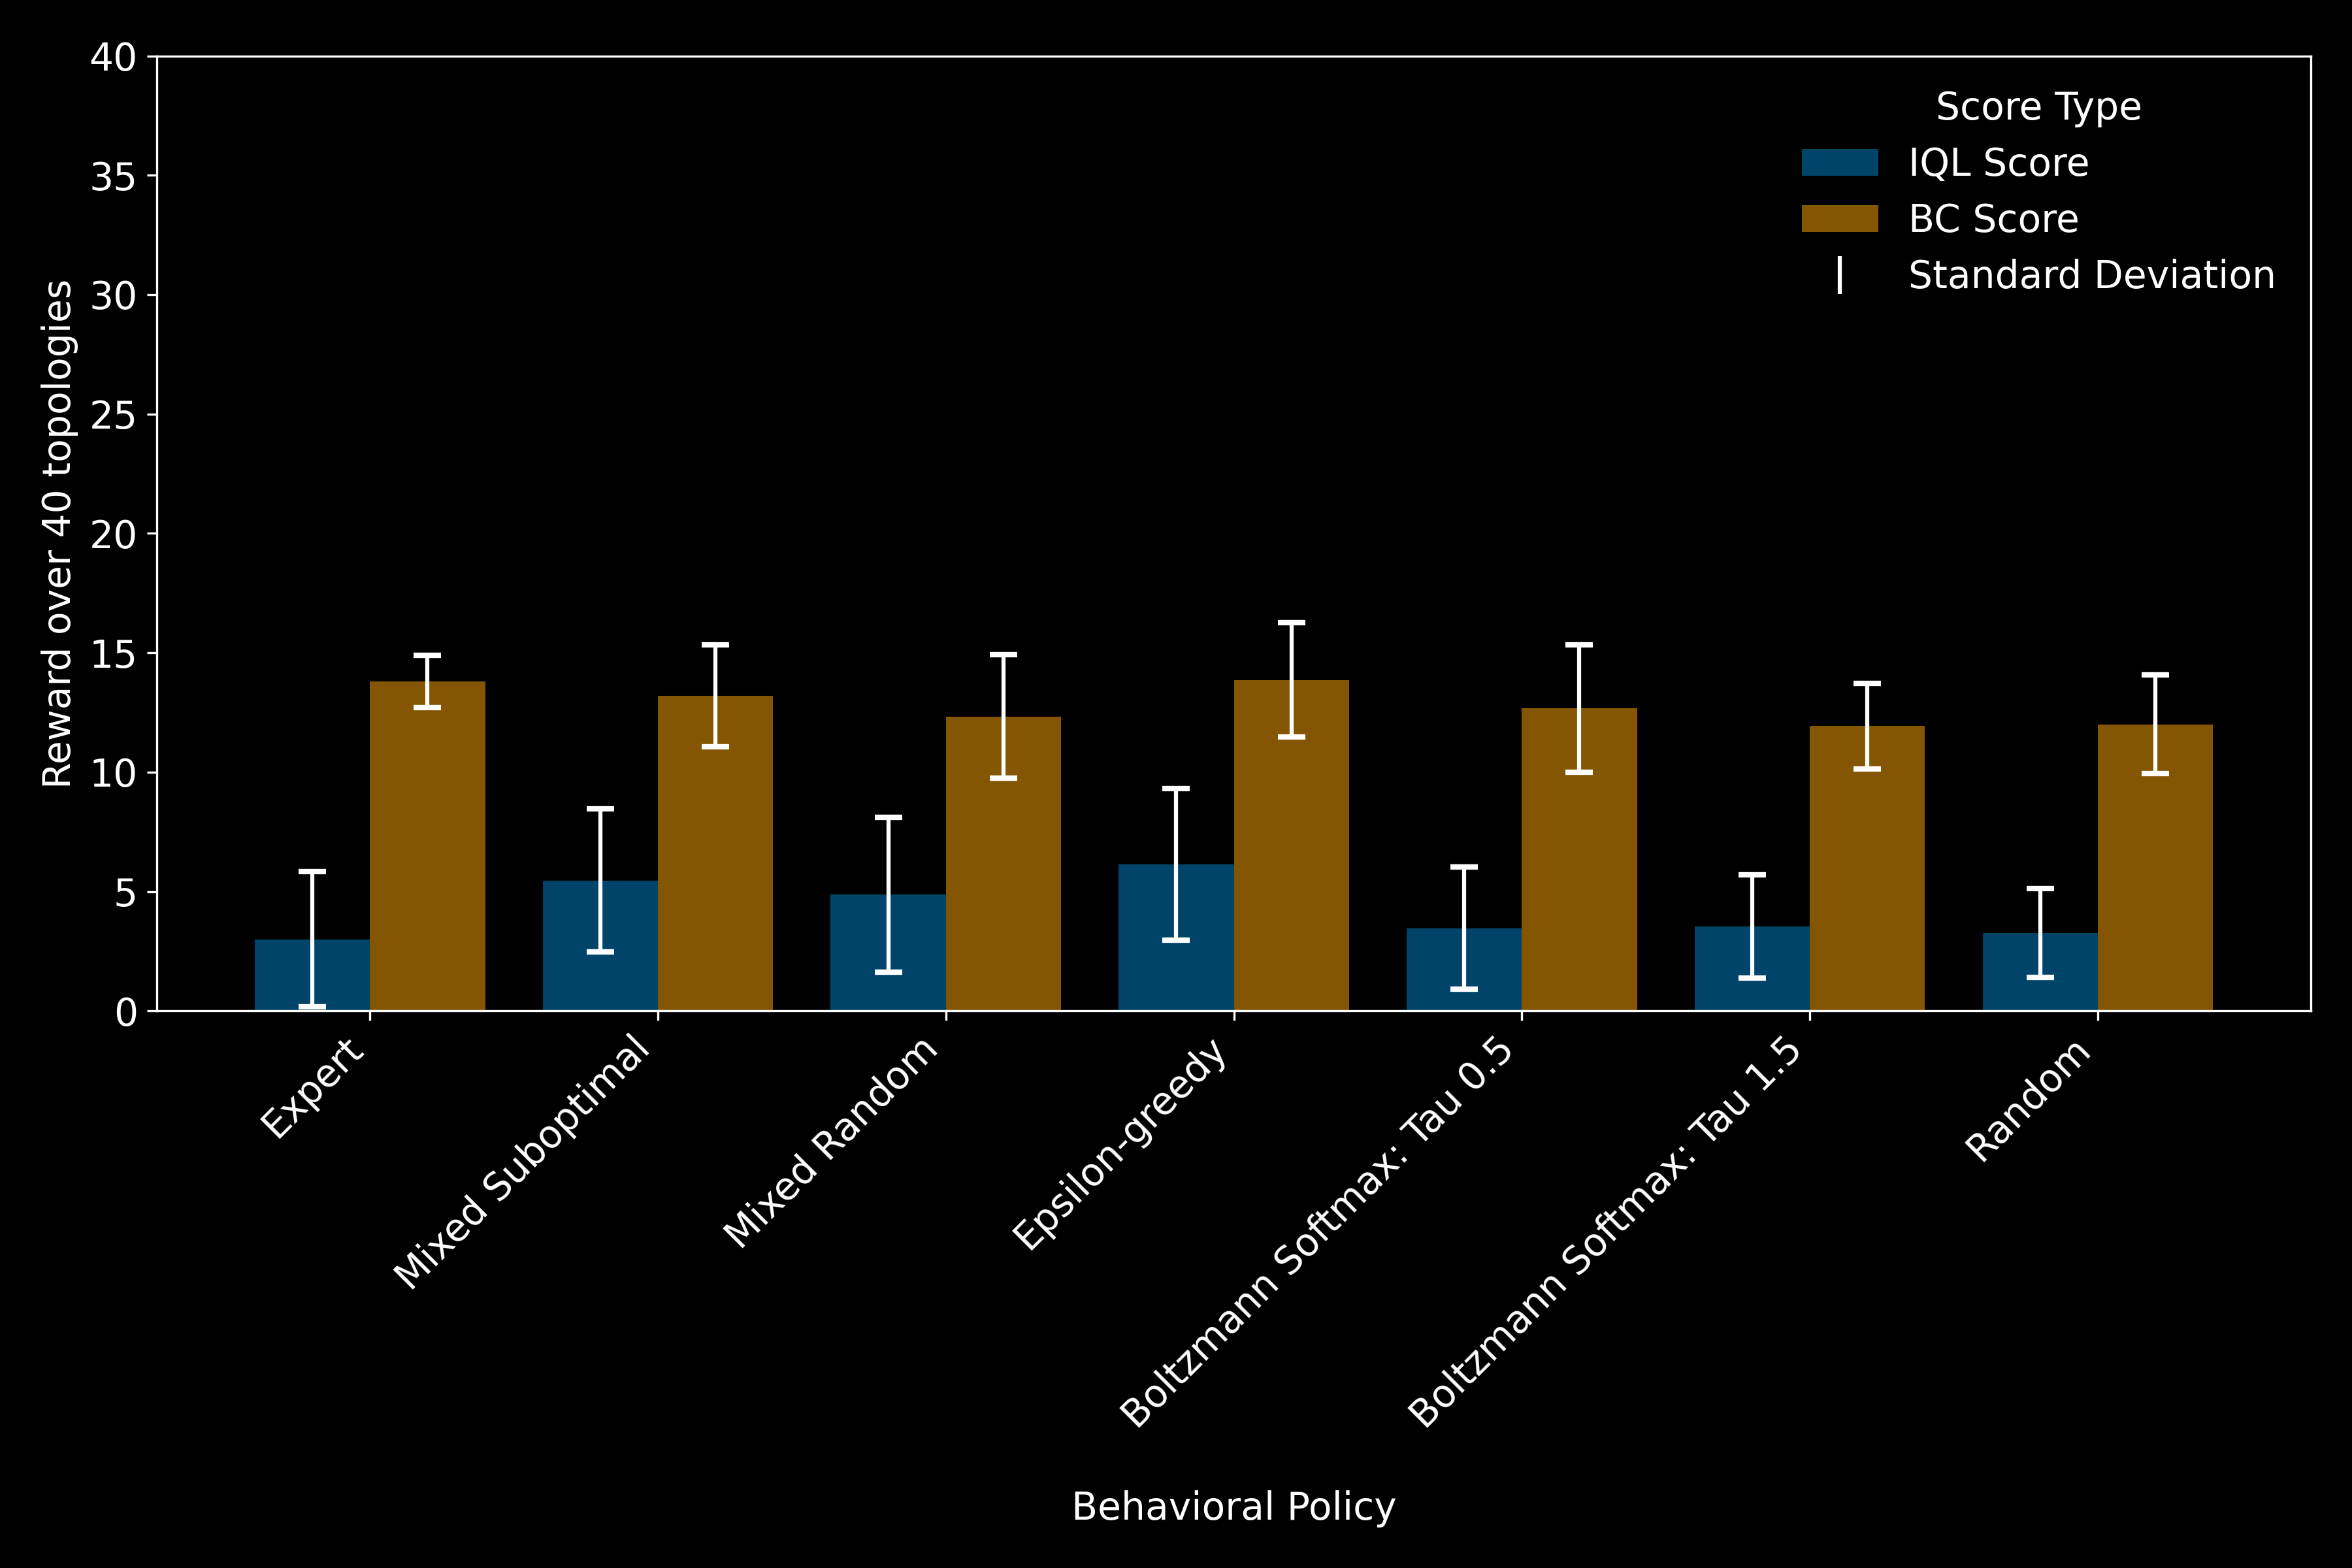 40
35
30
25
20
15
10
5
0
Reward over 40 topologies
Score Type
IQL Score
BC Score
Standard Deviation
Expert
Mixed Suboptimal
Mixed Random
Epsilon-greedy
Boltzmann Softmax: Tau 0.5
Boltzmann Softmax: Tau 1.5
Random
Behavioral Policy